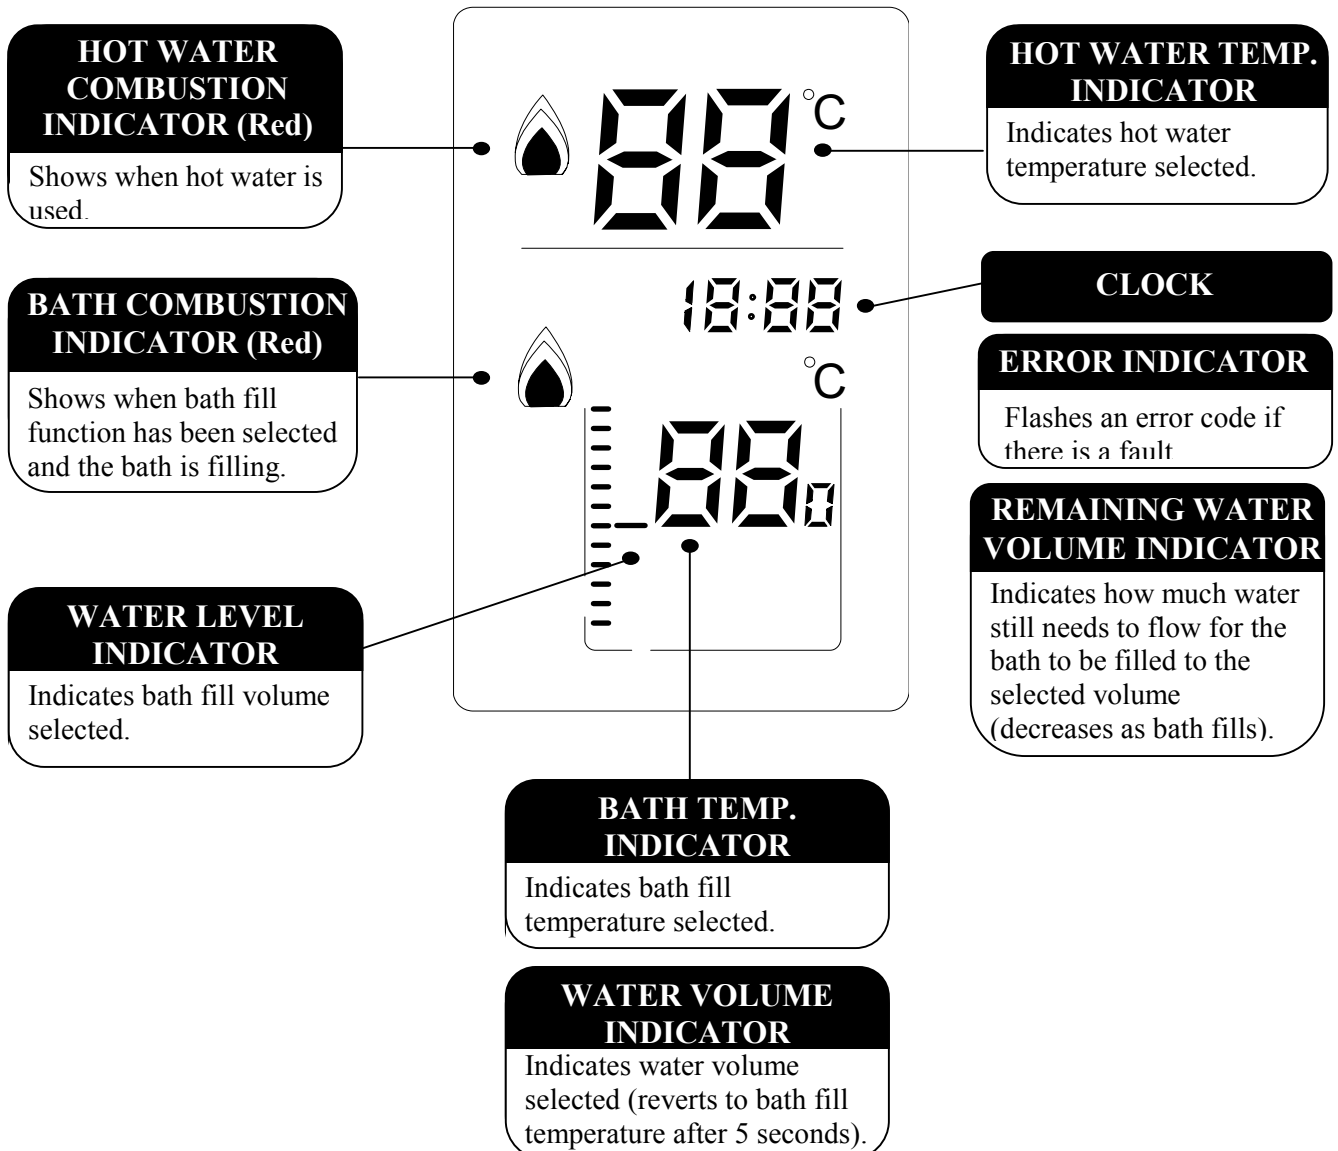 HOT WATER
COMBUSTION
INDICATOR (Red)
Shows when hot water is
used.
BATH COMBUSTION
INDICATOR (Red)
Shows when bath fill
function has been selected
and the bath is filling.
WATER LEVEL
INDICATOR
Indicates bath fill volume
selected.
88 °C
18:88
°C
880
HOT WATER TEMP.
INDICATOR
Indicates hot water
temperature selected.
CLOCK
ERROR INDICATOR
Flashes an error code if
there is a fault
REMAINING WATER
VOLUME INDICATOR
Indicates how much water
still needs to flow for the
bath to be filled to the
selected volume
(decreases as bath fills).
BATH TEMP.
INDICATOR
Indicates bath fill
temperature selected.
WATER VOLUME
INDICATOR
Indicates water volume
selected (reverts to bath fill
temperature after 5 seconds).